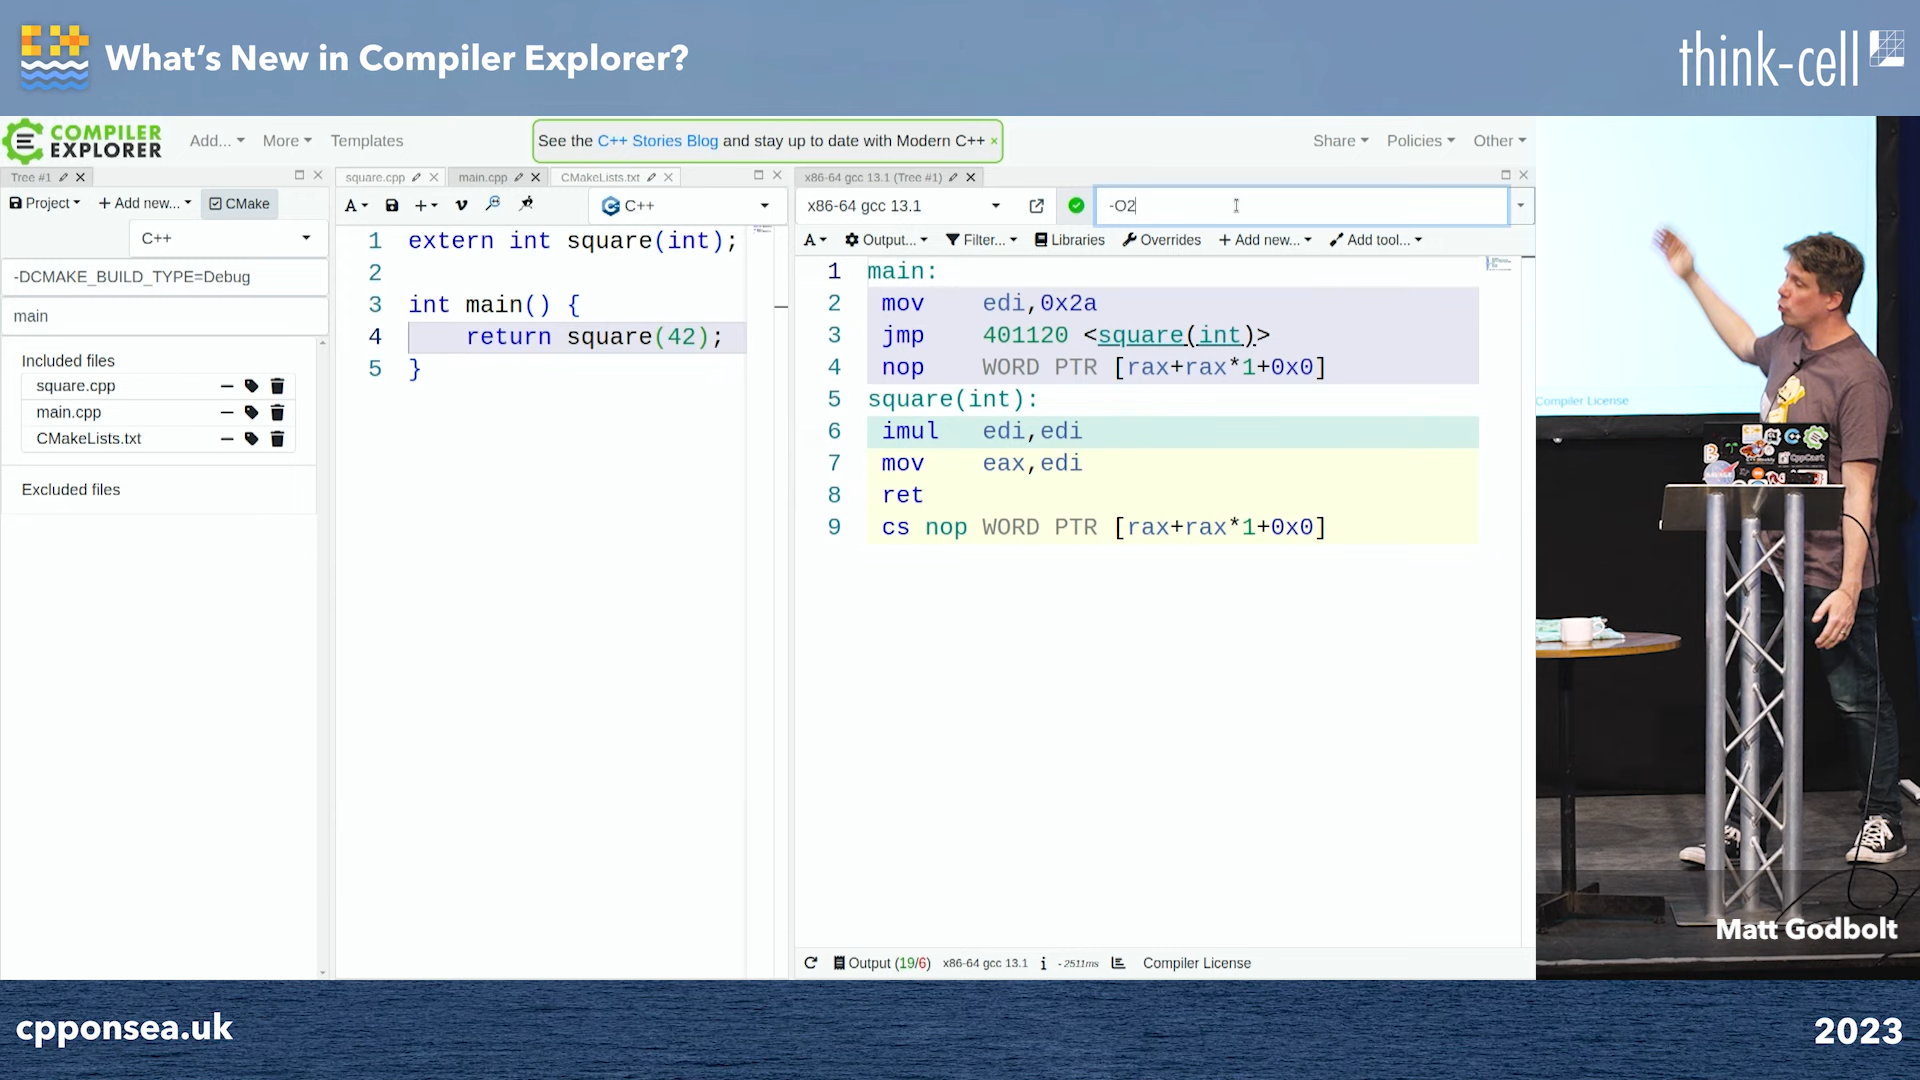 What's New in Compiler Explorer?
think-cell
COMPILER EXPLORER
Add...
More
Templates
See the C++ Stories Blog and stay up to date with Modern C++ ×
Share
Policies
Other
Tree #1
Project
+ Add new...
CMake
C++
-DCMAKE_BUILD_TYPE=Debug
main
Included files
square.cpp
main.cpp
CMakeLists.txt
Excluded files
square.cpp
main.cpp
CMakeLists.txt
A
C++
1 extern int square(int);
2
3 int main() {
4 return square(42);
5 }
x86-64 gcc 13.1 (Tree #1)
x86-64 gcc 13.1
-O2
A
Output...
Filter...
Libraries
Overrides
+ Add new...
Add tool...
1 main:
2 mov edi,0x2a
3 jmp 401120 <square(int)>
4 nop WORD PTR [rax+rax*1+0x0]
5 square(int):
6 imul edi,edi
7 mov eax,edi
8 ret
9 cs nop WORD PTR [rax+rax*1+0x0]
Output (19/6)
x86-64 gcc 13.1
i
- 2511ms
Compiler License
Compiler License
CppCast
Matt Godbolt
cpponsea.uk
2023